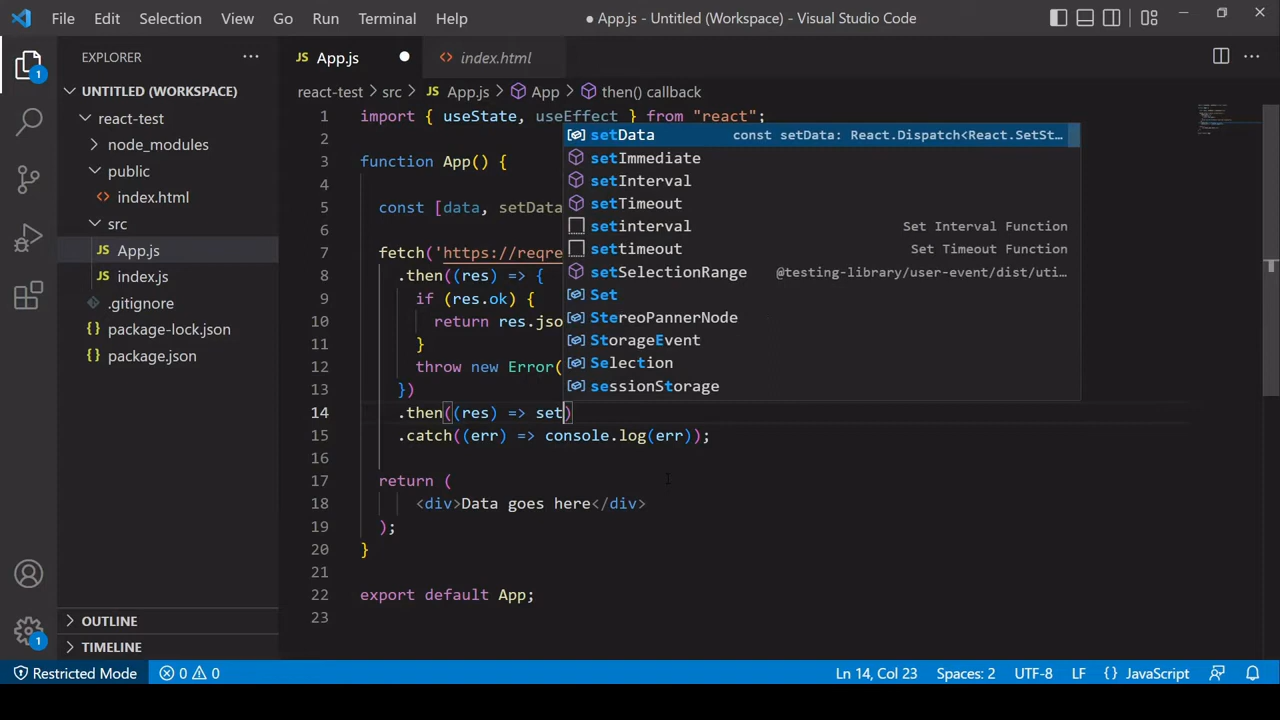 File Edit Selection View Go Run Terminal Help ● App.js - Untitled (Workspace) - Visual Studio Code
EXPLORER ···
JS App.js ● <> index.html ···
1
UNTITLED (WORKSPACE)
react-test > src > JS App.js > App > then() callback
react-test
node_modules
public
<> index.html
src
JS App.js
JS index.js
.gitignore
{} package-lock.json
{} package.json
1 import { useState, useEffect } from "react";
2
3 function App() {
4
5 const [data, setData
6
7 fetch('https://reqre
8 .then((res) => {
9 if (res.ok) {
10 return res.jso
11 }
12 throw new Error(
13 })
14 .then((res) => set)
15 .catch((err) => console.log(err));
16
17 return (
18 <div>Data goes here</div>
19 );
20 }
21
22 export default App;
23
setData const setData: React.Dispatch<React.SetSt…
setImmediate
setInterval
setTimeout
setinterval Set Interval Function
settimeout Set Timeout Function
setSelectionRange @testing-library/user-event/dist/uti…
Set
StereoPannerNode
StorageEvent
Selection
sessionStorage
OUTLINE
1
TIMELINE
Restricted Mode 0 0 Ln 14, Col 23 Spaces: 2 UTF-8 LF {} JavaScript